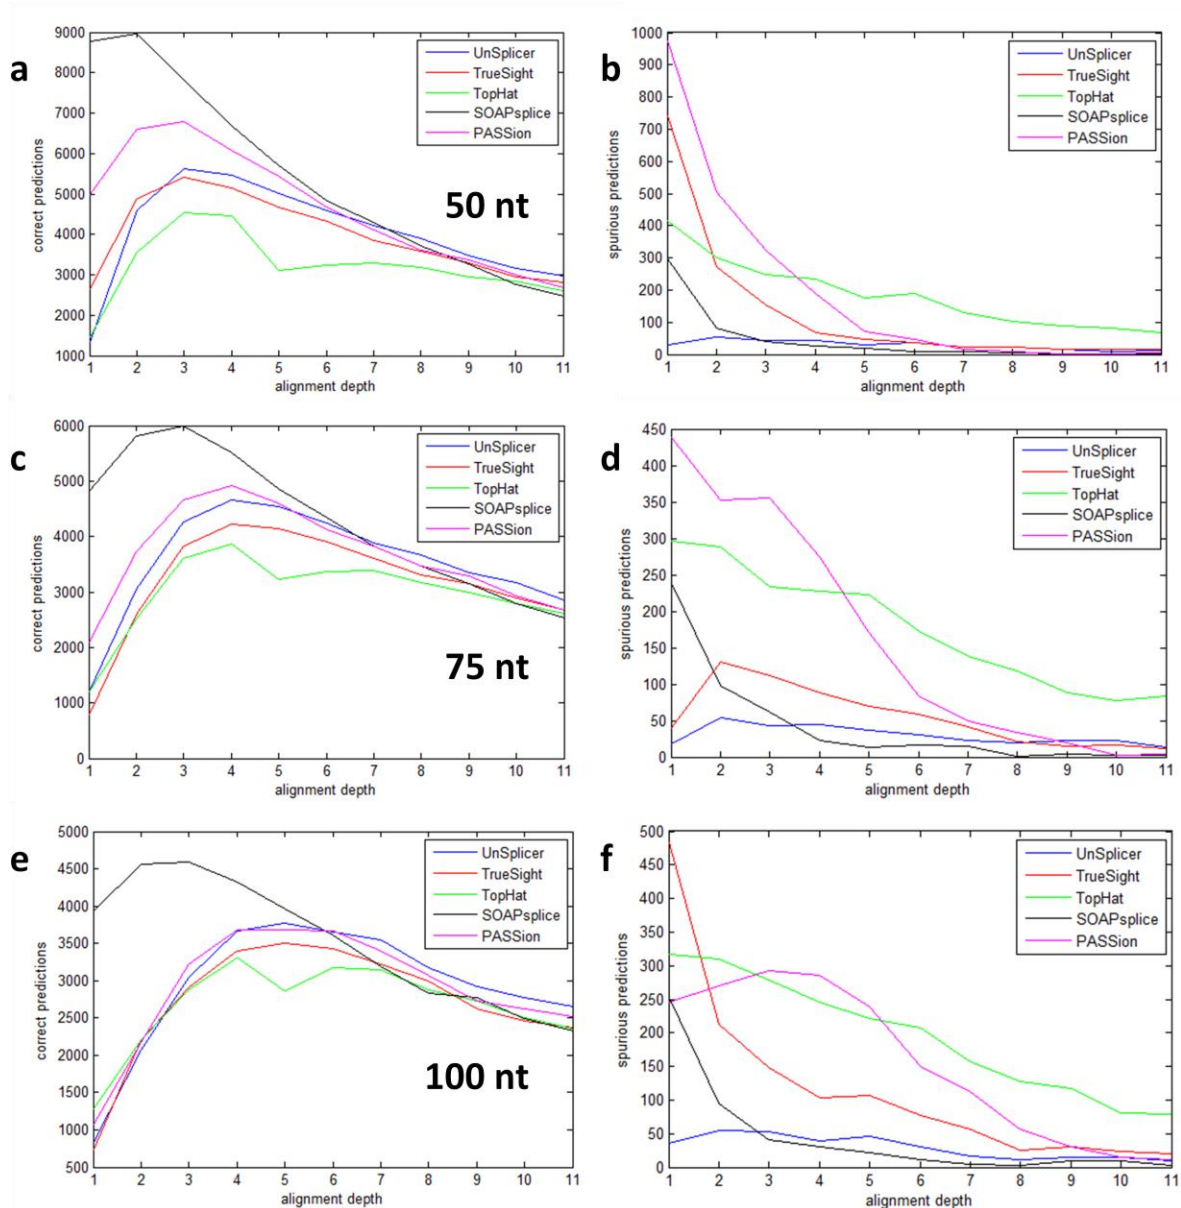 a
9000
8000
7000
6000
5000
4000
3000
2000
1000
correct predictions
UnSplicer
TrueSight
TopHat
SOAPsplice
PASSion
50 nt
1 2 3 4 5 6 7 8 9 10 11
alignment depth
b
1000
900
800
700
600
500
400
300
200
100
0
spurious predictions
UnSplicer
TrueSight
TopHat
SOAPsplice
PASSion
1 2 3 4 5 6 7 8 9 10 11
alignment depth
c
6000
5000
4000
3000
2000
1000
0
correct predictions
UnSplicer
TrueSight
TopHat
SOAPsplice
PASSion
75 nt
1 2 3 4 5 6 7 8 9 10 11
alignment depth
d
450
400
350
300
250
200
150
100
50
0
spurious predictions
UnSplicer
TrueSight
TopHat
SOAPsplice
PASSion
1 2 3 4 5 6 7 8 9 10 11
alignment depth
e
5000
4500
4000
3500
3000
2500
2000
1500
1000
500
correct predictions
UnSplicer
TrueSight
TopHat
SOAPsplice
PASSion
100 nt
1 2 3 4 5 6 7 8 9 10 11
alignment depth
f
500
450
400
350
300
250
200
150
100
50
0
spurious predictions
UnSplicer
TrueSight
TopHat
SOAPsplice
PASSion
1 2 3 4 5 6 7 8 9 10 11
alignment depth